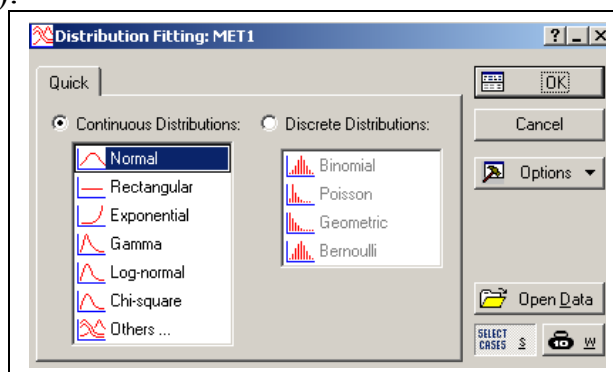 ).
Distribution Fitting: MET1
Quick
OK
Continuous Distributions:
Discrete Distributions:
Cancel
Normal
Rectangular
Exponential
Gamma
Log-normal
Chi-square
Others ...
Binomial
Poisson
Geometric
Bernoulli
Options
Open Data
SELECT CASES S
W